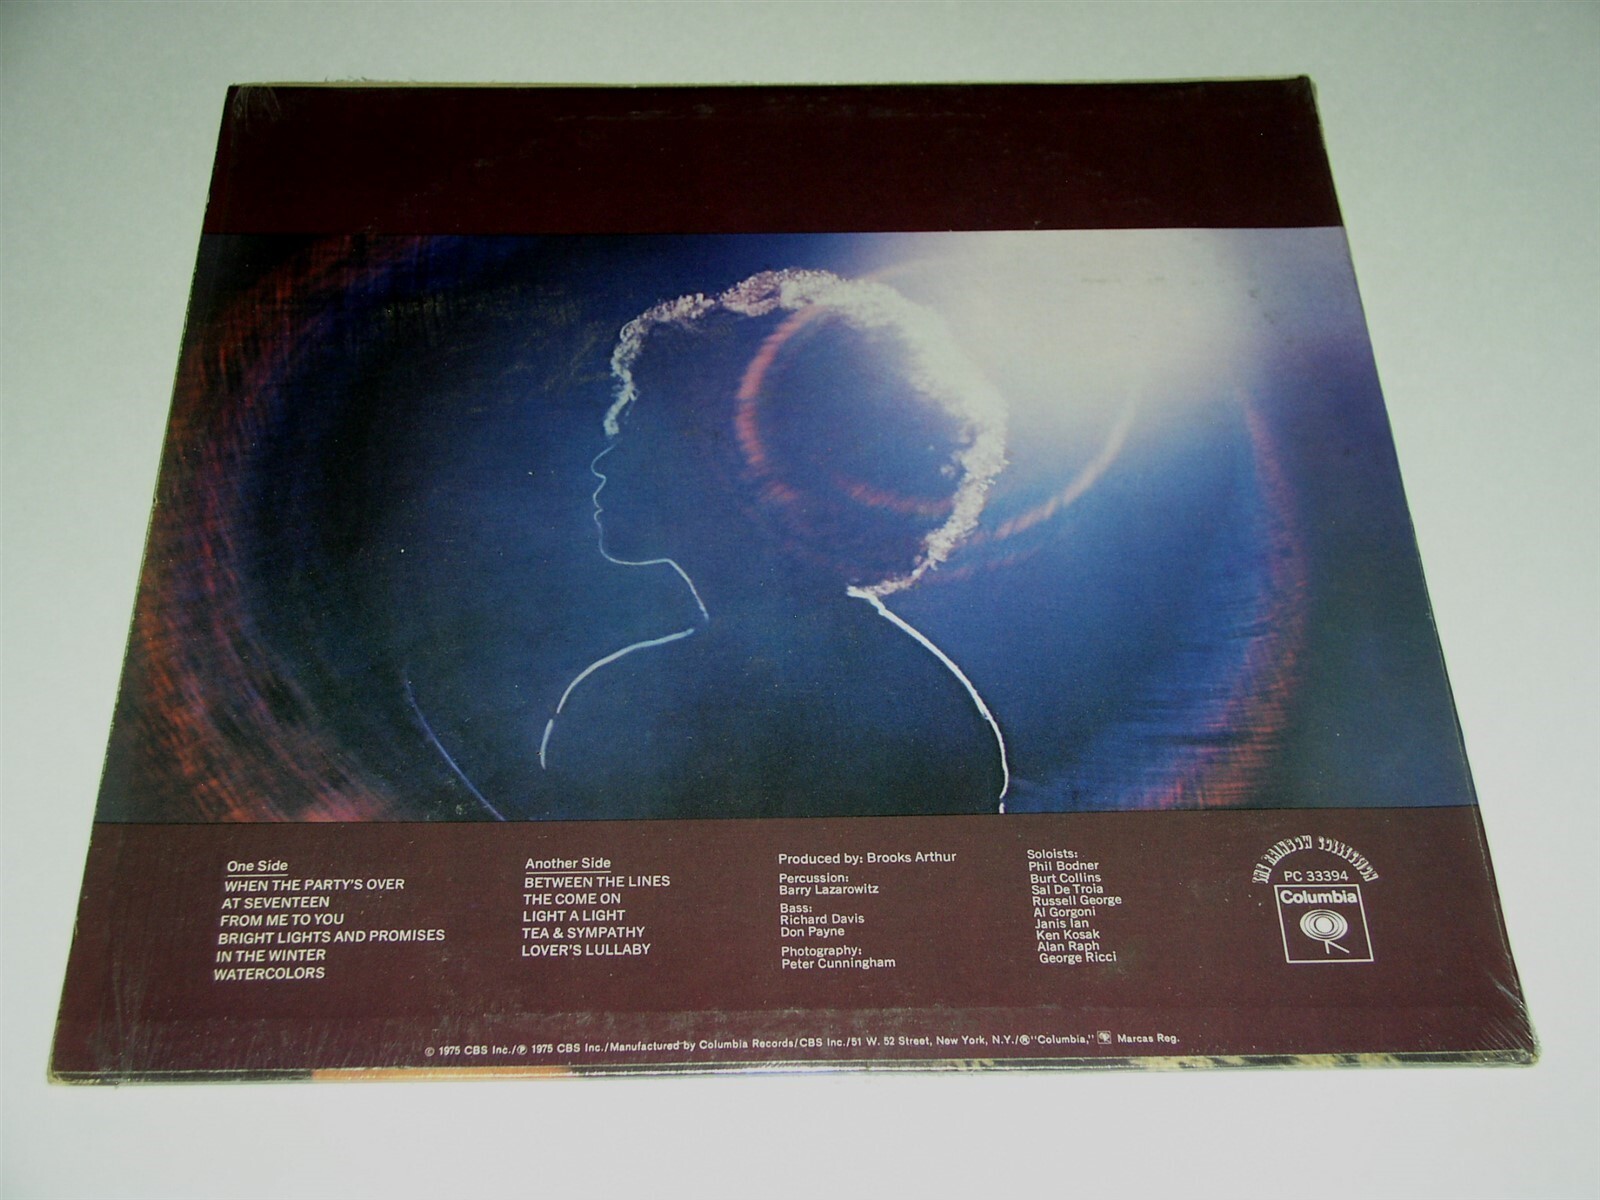 One Side
WHEN THE PARTY'S OVER
AT SEVENTEEN
FROM ME TO YOU
BRIGHT LIGHTS AND PROMISES
IN THE WINTER
WATERCOLORS
Another Side
BETWEEN THE LINES
THE COME ON
LIGHT A LIGHT
TEA & SYMPATHY
LOVER'S LULLABY
Produced by: Brooks Arthur
Percussion:
Barry Lazarowitz
Bass:
Richard Davis
Don Payne
Photography:
Peter Cunningham
Soloists:
Phil Bodner
Burt Collins
Sal De Troia
Russell George
Al Gorgoni
Janis Ian
Ken Kosak
Alan Raph
George Ricci
THE RAINBOW COLLECTION
PC 33394
Columbia
© 1975 CBS Inc./℗ 1975 CBS Inc./Manufactured by Columbia Records/CBS Inc./51 W. 52 Street, New York, N.Y./®"Columbia," Marcas Reg.